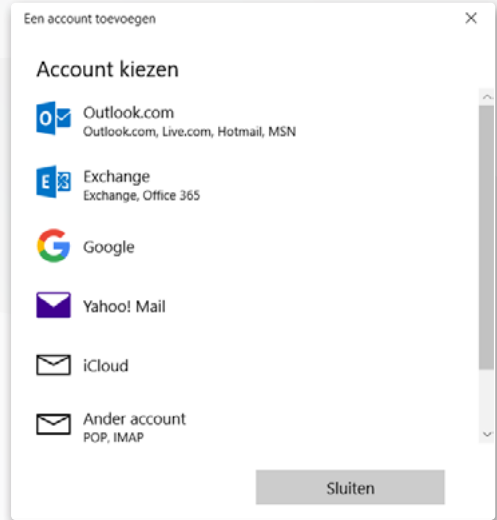 Een account toevoegen
Account kiezen
Outlook.com
Outlook.com, Live.com, Hotmail, MSN
Exchange
Exchange, Office 365
Google
Yahoo! Mail
iCloud
Ander account
POP, IMAP
Sluiten